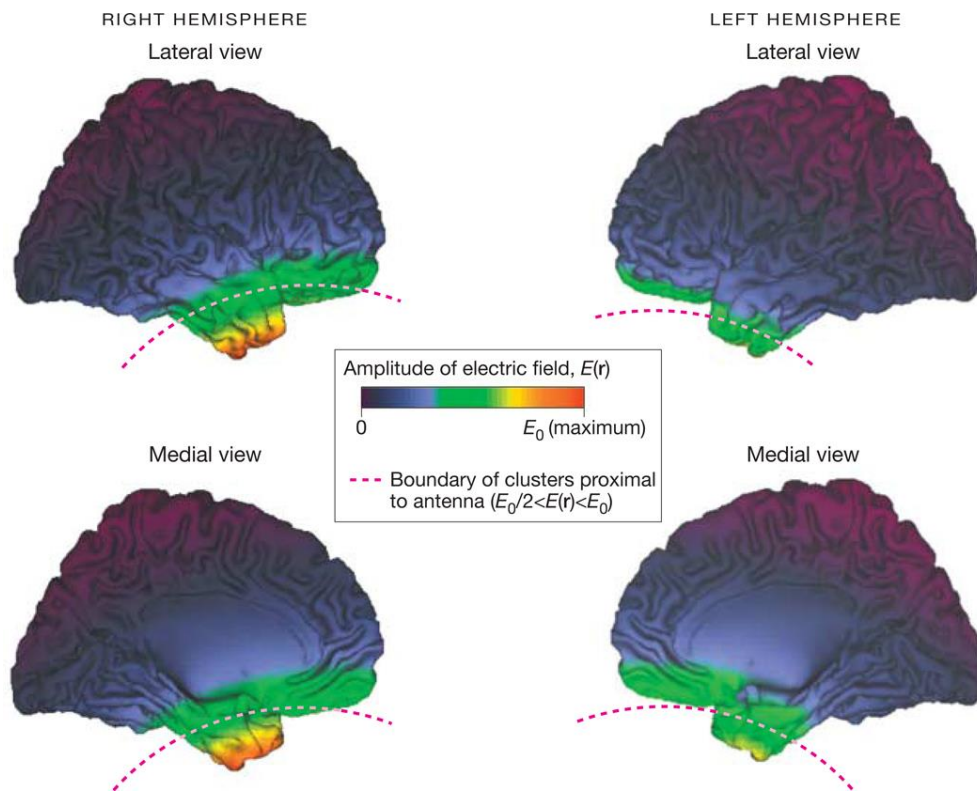 RIGHT HEMISPHERE
Lateral view
LEFT HEMISPHERE
Lateral view
Amplitude of electric field, E(r)
0
E₀ (maximum)
Boundary of clusters proximal
to antenna (E₀/2<E(r)<E₀)
Medial view
Medial view